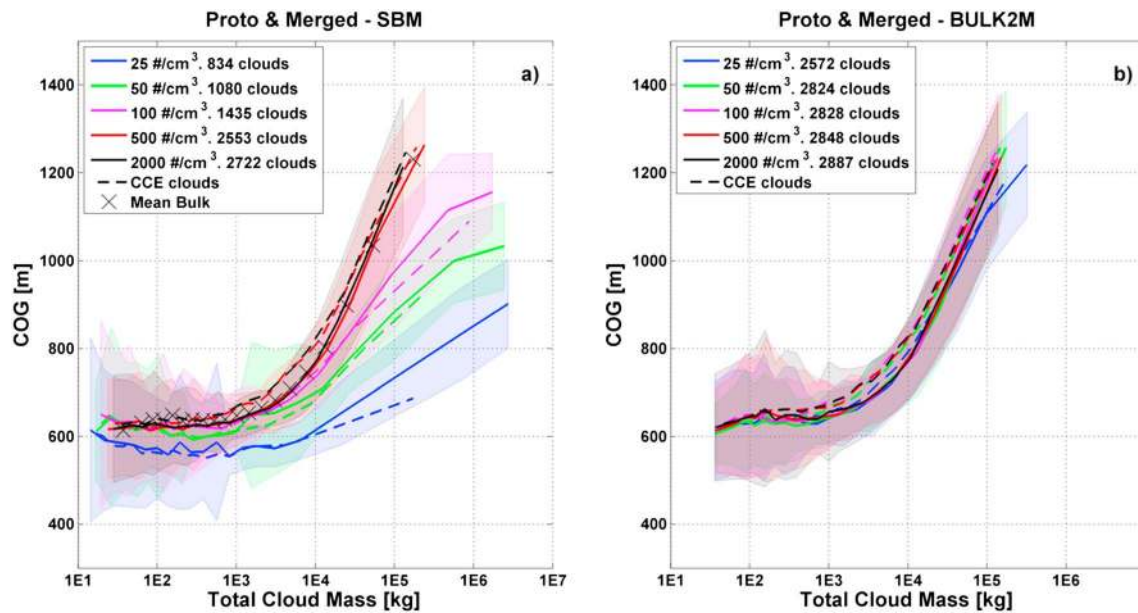 Proto & Merged - SBM
1400
1200
1000
800
600
400
COG [m]
25 #/cm³. 834 clouds
50 #/cm³. 1080 clouds
100 #/cm³. 1435 clouds
500 #/cm³. 2553 clouds
2000 #/cm³. 2722 clouds
CCE clouds
Mean Bulk
a)
1E1 1E2 1E3 1E4 1E5 1E6 1E7
Total Cloud Mass [kg]
Proto & Merged - BULK2M
1400
1200
1000
800
600
400
COG [m]
25 #/cm³. 2572 clouds
50 #/cm³. 2824 clouds
100 #/cm³. 2828 clouds
500 #/cm³. 2848 clouds
2000 #/cm³. 2887 clouds
CCE clouds
b)
1E1 1E2 1E3 1E4 1E5 1E6
Total Cloud Mass [kg]